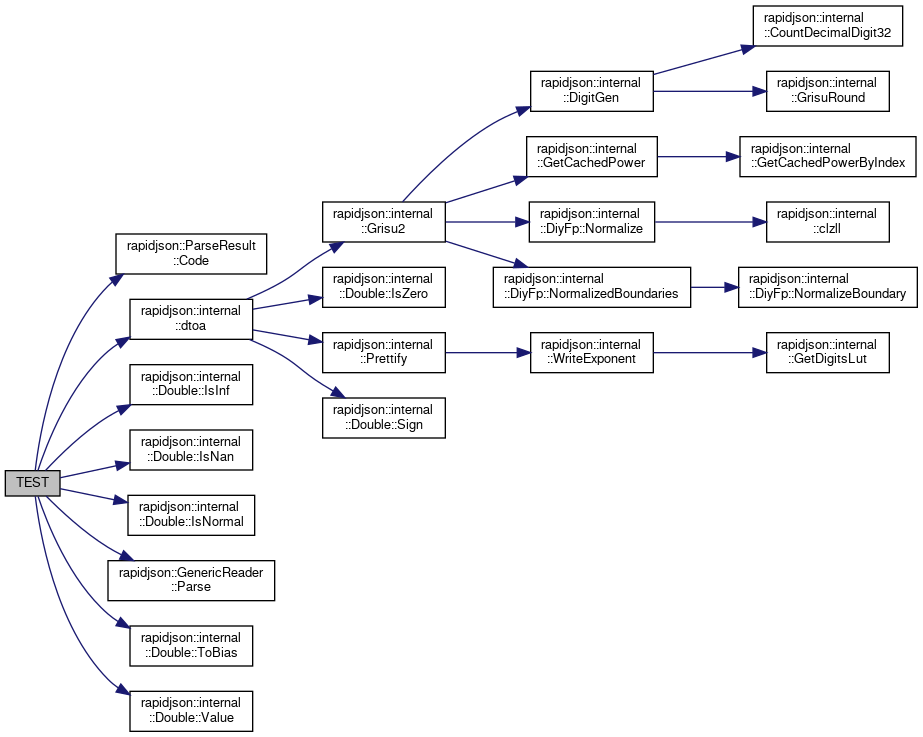 TEST
rapidjson::ParseResult
::Code
rapidjson::internal
::dtoa
rapidjson::internal
::Double::IsInf
rapidjson::internal
::Double::IsNan
rapidjson::internal
::Double::IsNormal
rapidjson::GenericReader
::Parse
rapidjson::internal
::Double::ToBias
rapidjson::internal
::Double::Value
rapidjson::internal
::Grisu2
rapidjson::internal
::Double::IsZero
rapidjson::internal
::Prettify
rapidjson::internal
::Double::Sign
rapidjson::internal
::DigitGen
rapidjson::internal
::GetCachedPower
rapidjson::internal
::DiyFp::Normalize
rapidjson::internal
::DiyFp::NormalizedBoundaries
rapidjson::internal
::WriteExponent
rapidjson::internal
::CountDecimalDigit32
rapidjson::internal
::GrisuRound
rapidjson::internal
::GetCachedPowerByIndex
rapidjson::internal
::clzll
rapidjson::internal
::DiyFp::NormalizeBoundary
rapidjson::internal
::GetDigitsLut